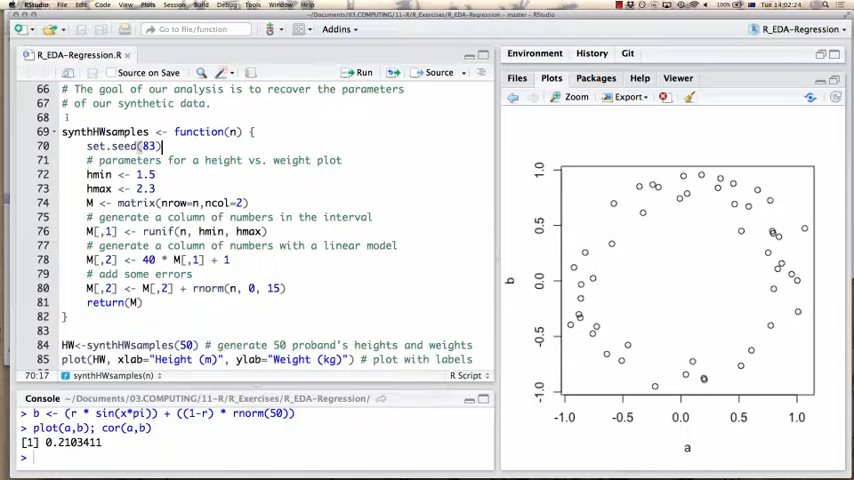 RStudio File Edit Code View Plots Session Build Debug Tools Window Help 100% 14:02:24
~/Documents/03.COMPUTING/11-R/R_Exercises/R_EDA-Regression - master - RStudio
Go to file/function Addins R_EDA-Regression
R_EDA-Regression.R
Source on Save Run Source
66 # The goal of our analysis is to recover the parameters
67 # of our synthetic data.
68
69 synthHWsamples <- function(n) {
70 set.seed(83)
71 # parameters for a height vs. weight plot
72 hmin <- 1.5
73 hmax <- 2.3
74 M <- matrix(nrow=n,ncol=2)
75 # generate a column of numbers in the interval
76 M[,1] <- runif(n, hmin, hmax)
77 # generate a column of numbers with a linear model
78 M[,2] <- 40 * M[,1] + 1
79 # add some errors
80 M[,2] <- M[,2] + rnorm(n, 0, 15)
81 return(M)
82 }
83
84 HW<-synthHWsamples(50) # generate 50 proband's heights and weights
85 plot(HW, xlab="Height (m)", ylab="Weight (kg)") # plot with labels
70:17 synthHWsamples(n) R Script
Console ~/Documents/03.COMPUTING/11-R/R_Exercises/R_EDA-Regression/
> b <- (r * sin(x*pi)) + ((1-r) * rnorm(50))
> plot(a,b); cor(a,b)
[1] 0.2103411
>
Environment History Git
Files Plots Packages Help Viewer
Zoom Export
1.0
0.5
0.0
-0.5
-1.0
b
-1.0 -0.5 0.0 0.5 1.0
a